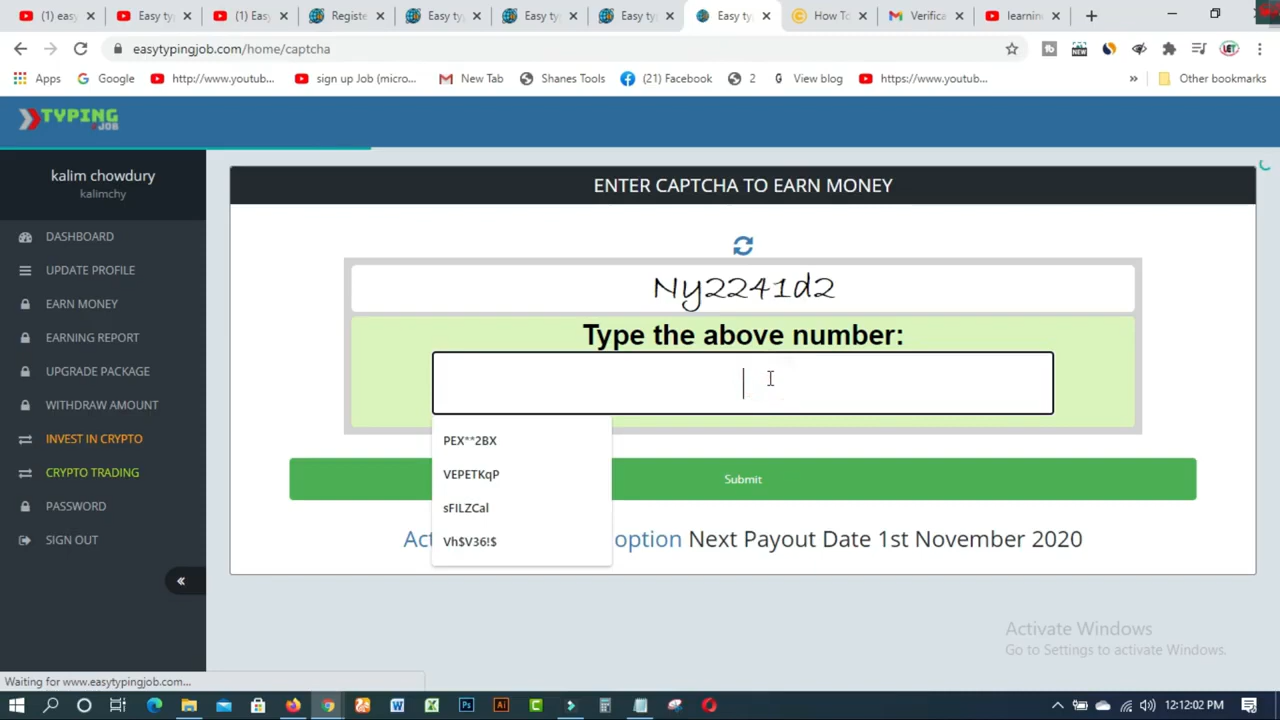 (1) easy
Easy ty
(1) Easy
Registe
Easy ty
Easy ty
Easy ty
Easy ty
How To
Verifica
learnin
easytypingjob.com/home/captcha
NEW
LET
Apps
Google
http://www.youtub...
sign up Job (micro...
New Tab
Shanes Tools
(21) Facebook
2
View blog
https://www.youtub...
»
Other bookmarks
TYPING
JOB
kalim chowdury
kalimchy
DASHBOARD
UPDATE PROFILE
EARN MONEY
EARNING REPORT
UPGRADE PACKAGE
WITHDRAW AMOUNT
INVEST IN CRYPTO
CRYPTO TRADING
PASSWORD
SIGN OUT
«
ENTER CAPTCHA TO EARN MONEY
Ny2241d2
Type the above number:
PEX**2BX
VEPETKqP
sFILZCal
Vh$V36!$
Submit
option Next Payout Date 1st November 2020
Activate Windows
Go to Settings to activate Windows.
Waiting for www.easytypingjob.com...
12:12:02 PM